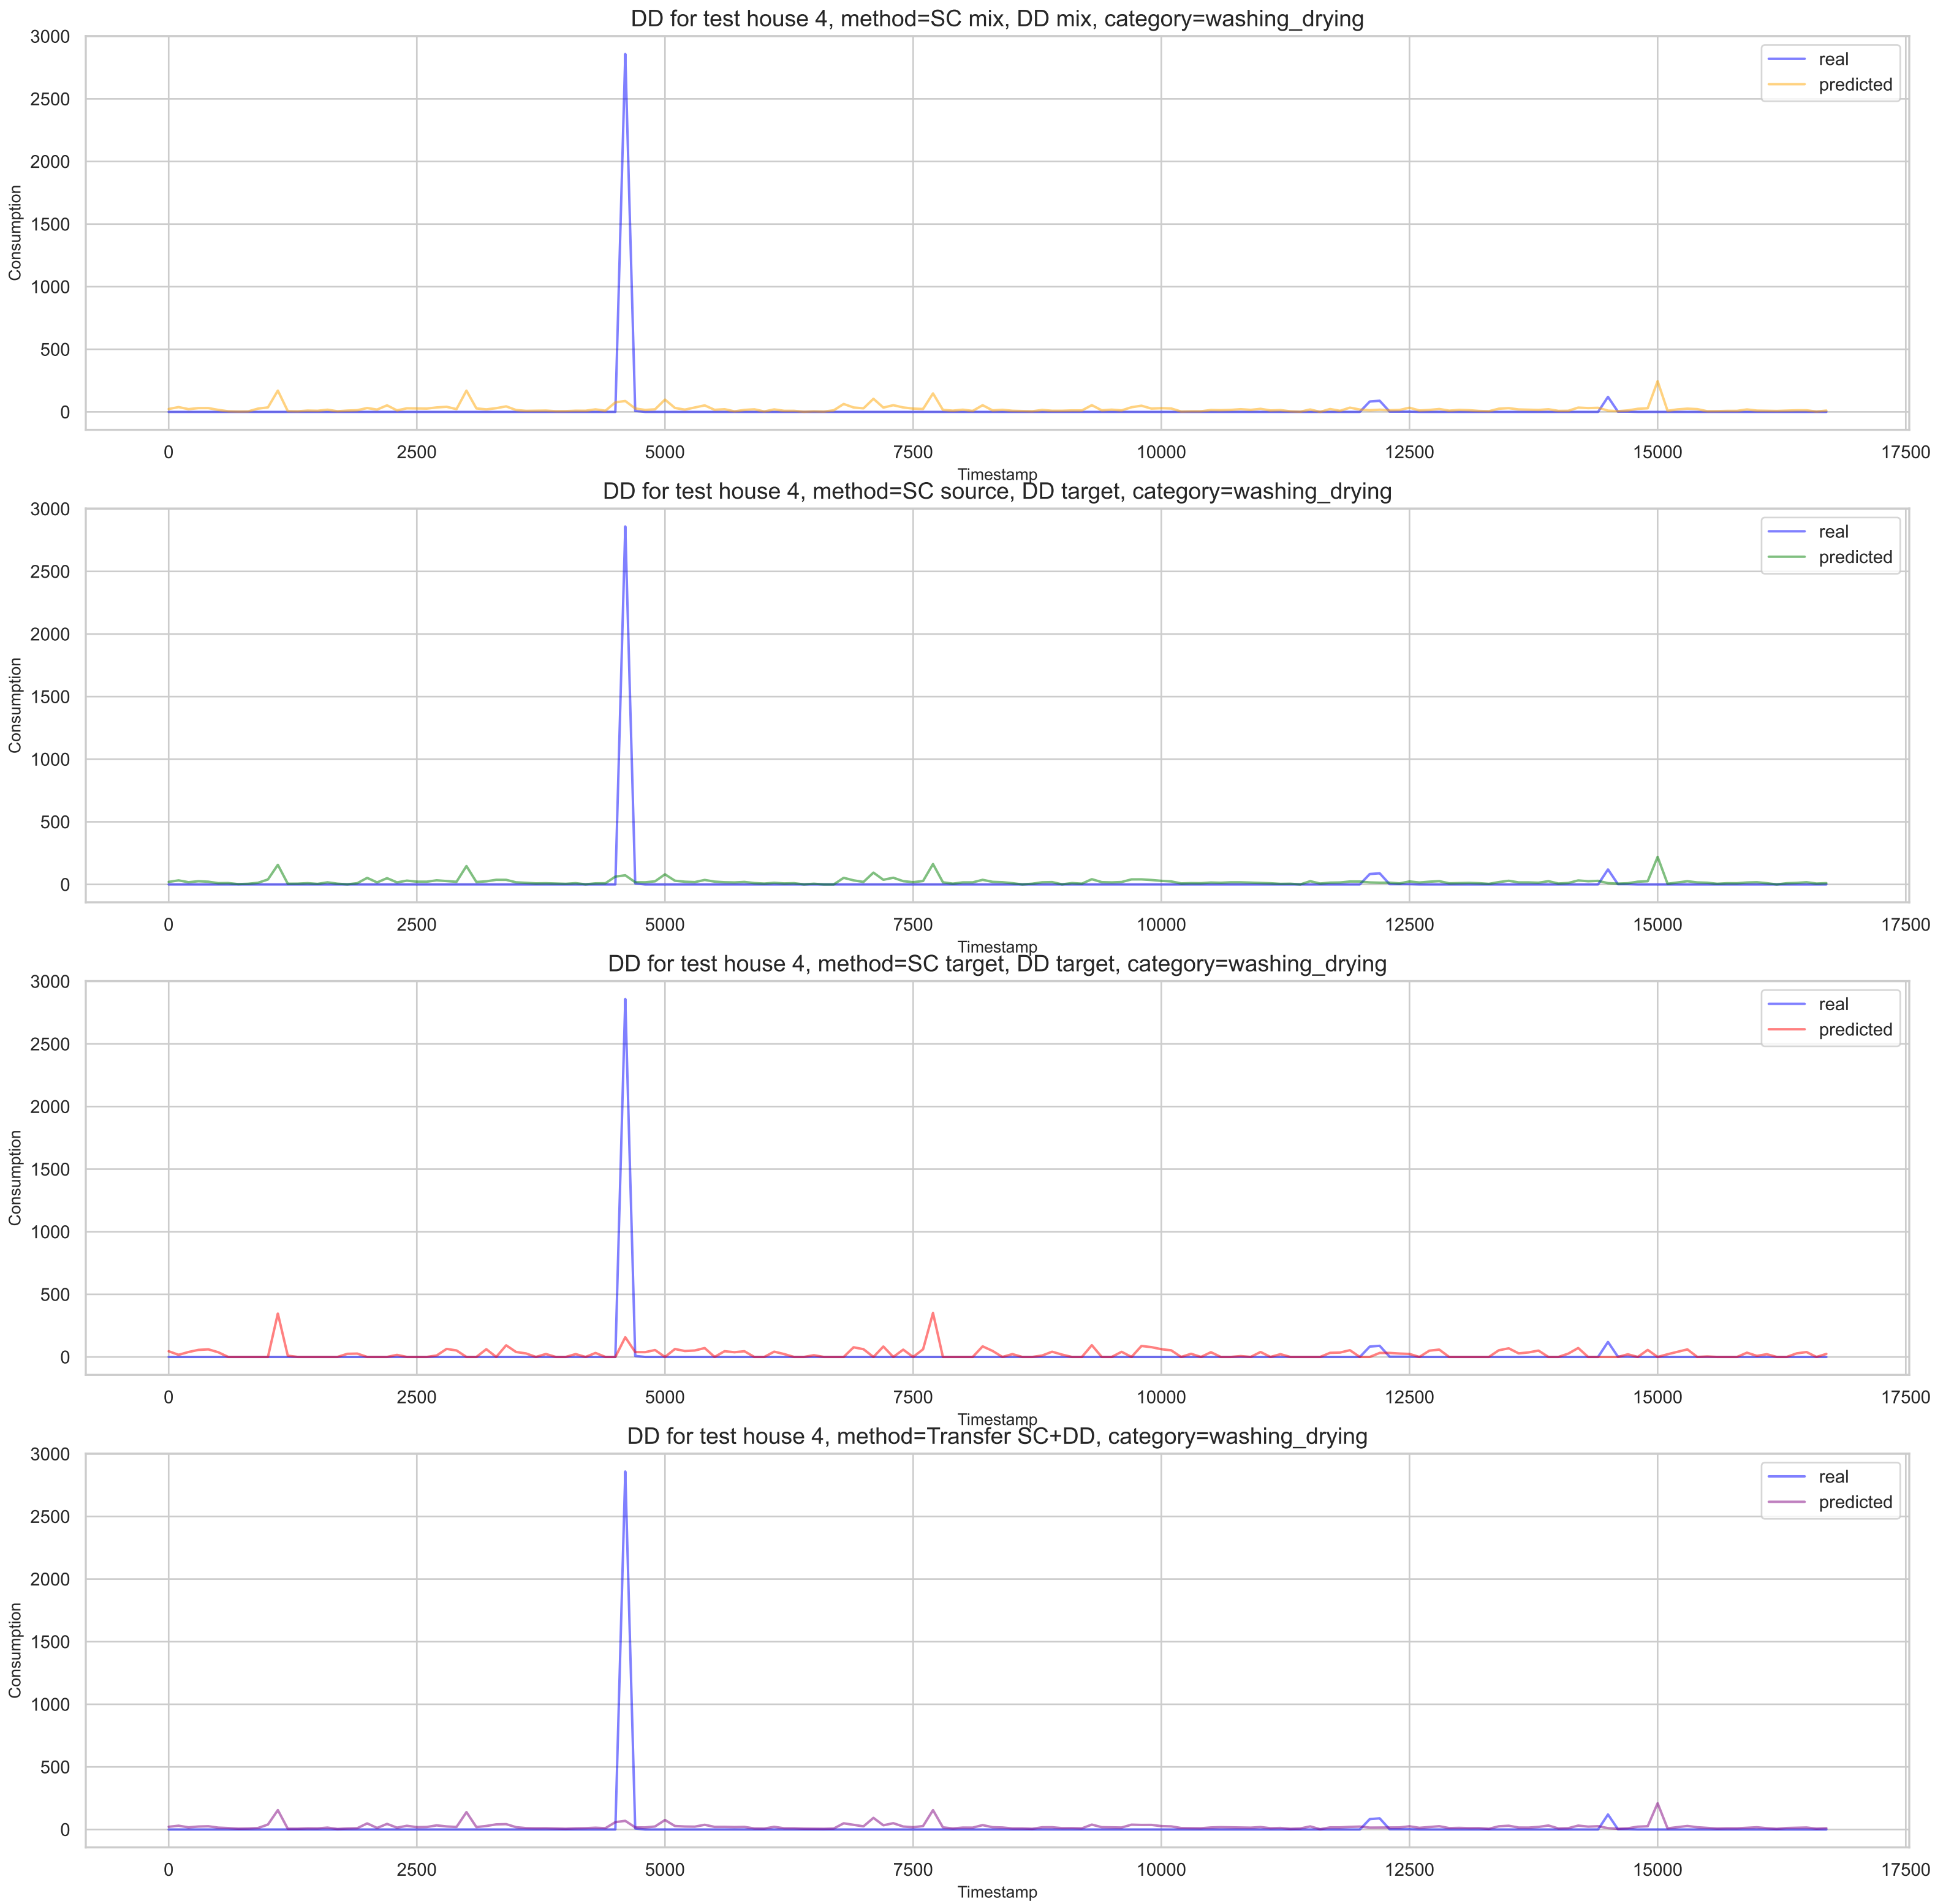 DD for test house 4, method=SC mix, DD mix, category=washing_drying
3000
2500
2000
1500
1000
500
0
Consumption
real
predicted
0 2500 5000 7500 10000 12500 15000 17500
Timestamp
DD for test house 4, method=SC source, DD target, category=washing_drying
3000
2500
2000
1500
1000
500
0
Consumption
real
predicted
0 2500 5000 7500 10000 12500 15000 17500
Timestamp
DD for test house 4, method=SC target, DD target, category=washing_drying
3000
2500
2000
1500
1000
500
0
Consumption
real
predicted
0 2500 5000 7500 10000 12500 15000 17500
Timestamp
DD for test house 4, method=Transfer SC+DD, category=washing_drying
3000
2500
2000
1500
1000
500
0
Consumption
real
predicted
0 2500 5000 7500 10000 12500 15000 17500
Timestamp